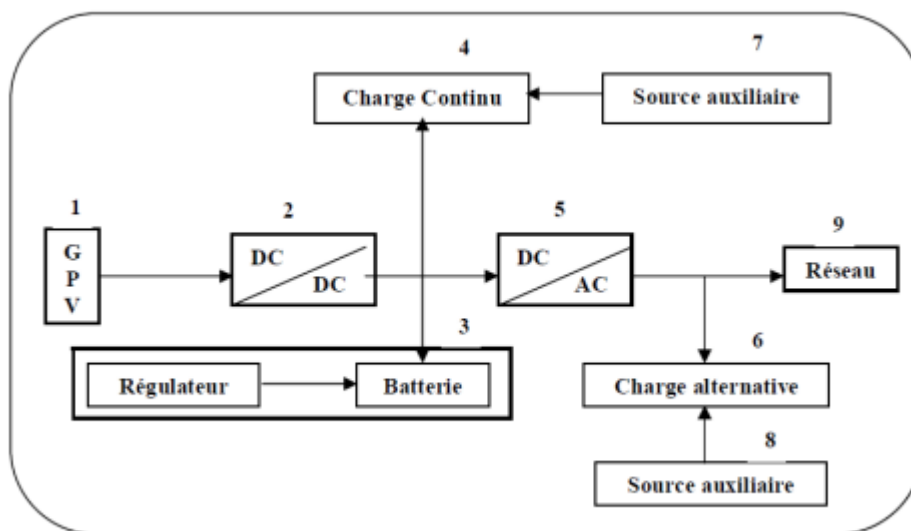 4
7
Charge Continu
Source auxiliaire
1
2
5
9
G
P
V
DC
DC
DC
AC
Réseau
3
6
Régulateur
Batterie
Charge alternative
8
Source auxiliaire